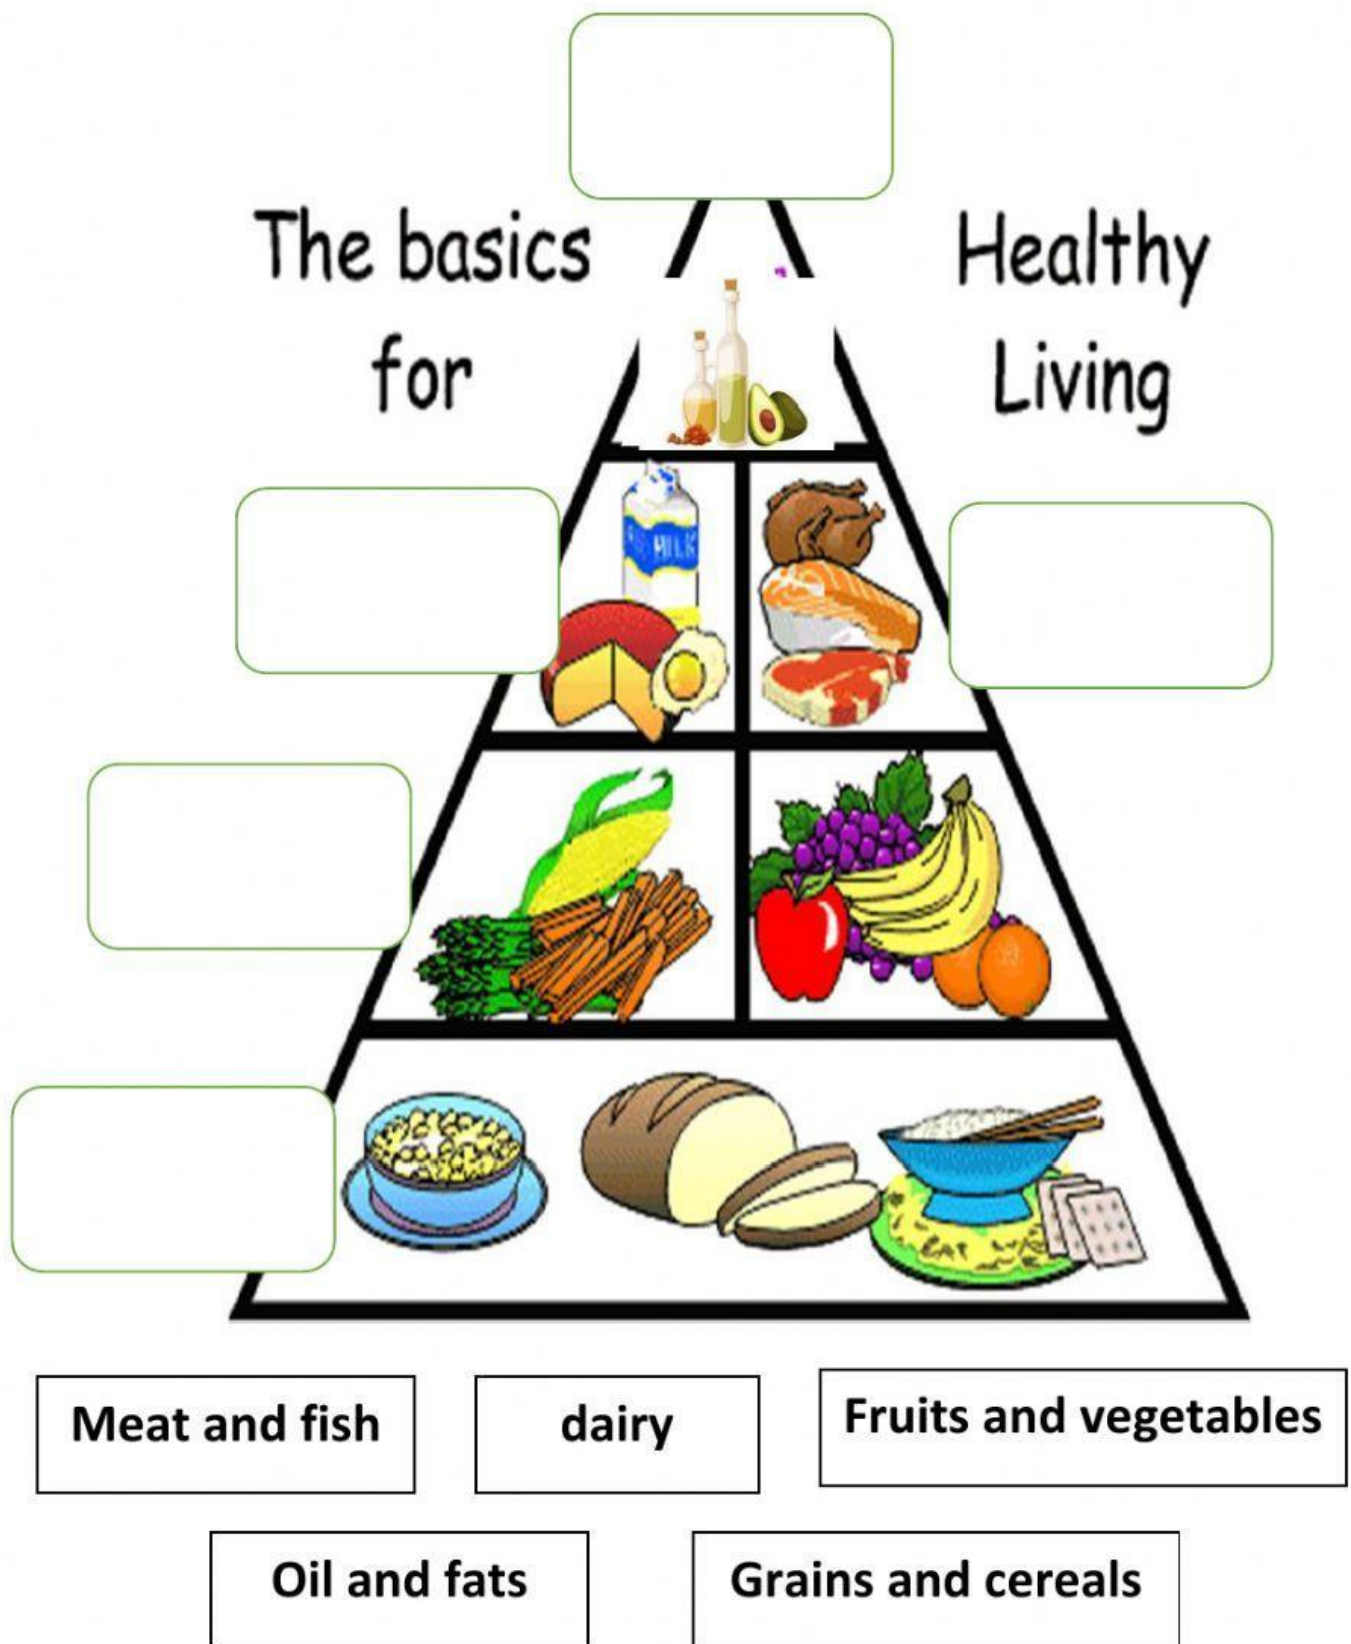 The basics
for
Healthy
Living
MILK
Meat and fish
dairy
Fruits and vegetables
Oil and fats
Grains and cereals